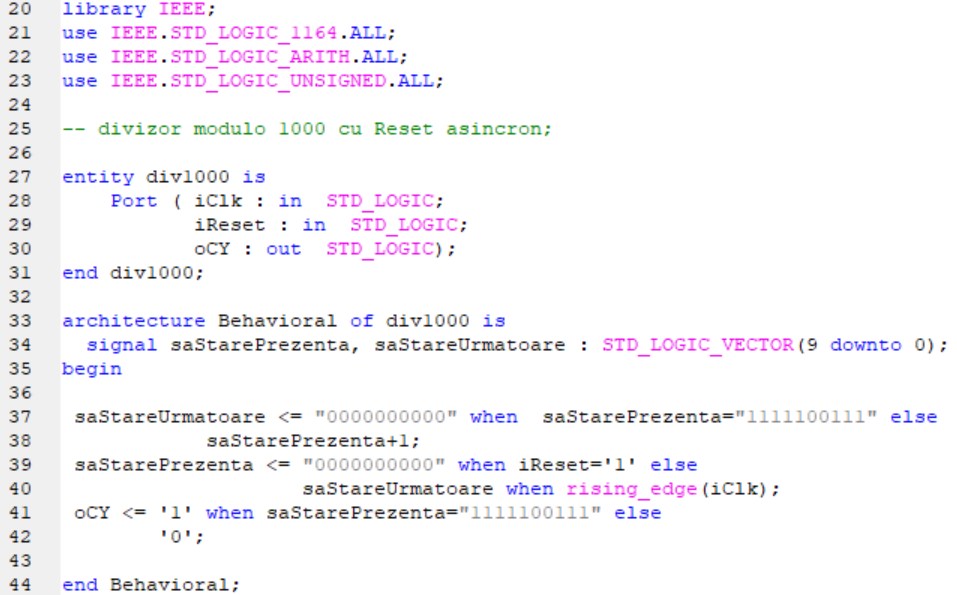 20 library IEEE;
21 use IEEE.STD_LOGIC_1164.ALL;
22 use IEEE.STD_LOGIC_ARITH.ALL;
23 use IEEE.STD_LOGIC_UNSIGNED.ALL;
24
25 -- divizor modulo 1000 cu Reset asincron;
26
27 entity div1000 is
28     Port ( iClk : in  STD_LOGIC;
29            iReset : in  STD_LOGIC;
30            oCY : out  STD_LOGIC);
31 end div1000;
32
33 architecture Behavioral of div1000 is
34   signal saStarePrezenta, saStareUrmatoare : STD_LOGIC_VECTOR(9 downto 0);
35 begin
36
37  saStareUrmatoare <= "0000000000" when  saStarePrezenta="1111100111" else
38             saStarePrezenta+1;
39  saStarePrezenta <= "0000000000" when iReset='1' else
40                     saStareUrmatoare when rising_edge(iClk);
41  oCY <= '1' when saStarePrezenta="1111100111" else
42         '0';
43
44 end Behavioral;